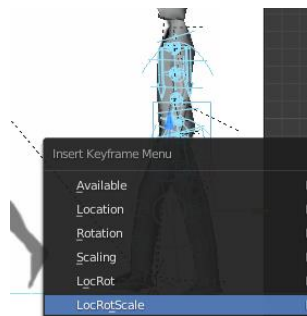 Insert Keyframe Menu
Available
Location
Rotation
Scaling
LocRot
LocRotScale